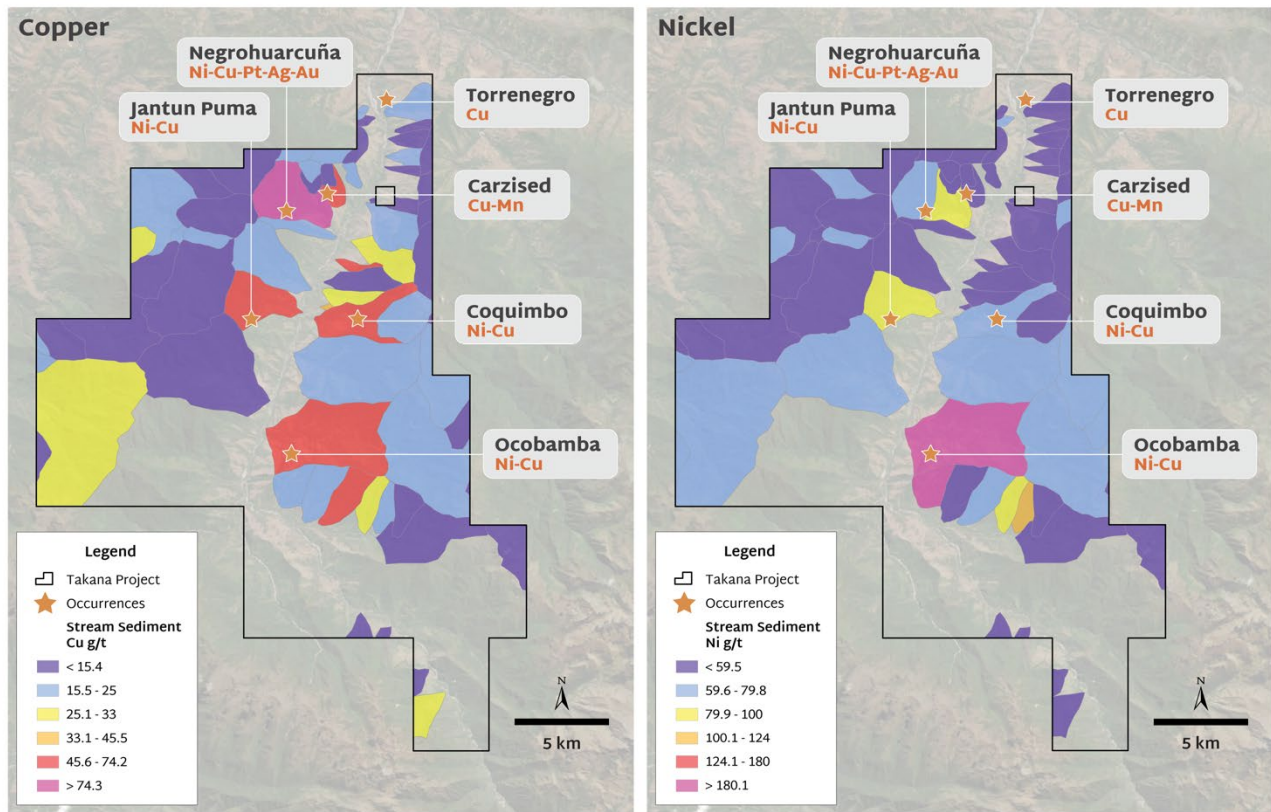 Copper
Negrohuarcuña
Ni-Cu-Pt-Ag-Au
Jantun Puma
Ni-Cu
Torrenegro
Cu
Carzised
Cu-Mn
Coquimbo
Ni-Cu
Ocobamba
Ni-Cu
Legend
Takana Project
Occurrences
Stream Sediment
Cu g/t
< 15.4
15.5 - 25
25.1 - 33
33.1 - 45.5
45.6 - 74.2
> 74.3
N
5 km
Nickel
Negrohuarcuña
Ni-Cu-Pt-Ag-Au
Jantun Puma
Ni-Cu
Torrenegro
Cu
Carzised
Cu-Mn
Coquimbo
Ni-Cu
Ocobamba
Ni-Cu
Legend
Takana Project
Occurrences
Stream Sediment
Ni g/t
< 59.5
59.6 - 79.8
79.9 - 100
100.1 - 124
124.1 - 180
> 180.1
N
5 km